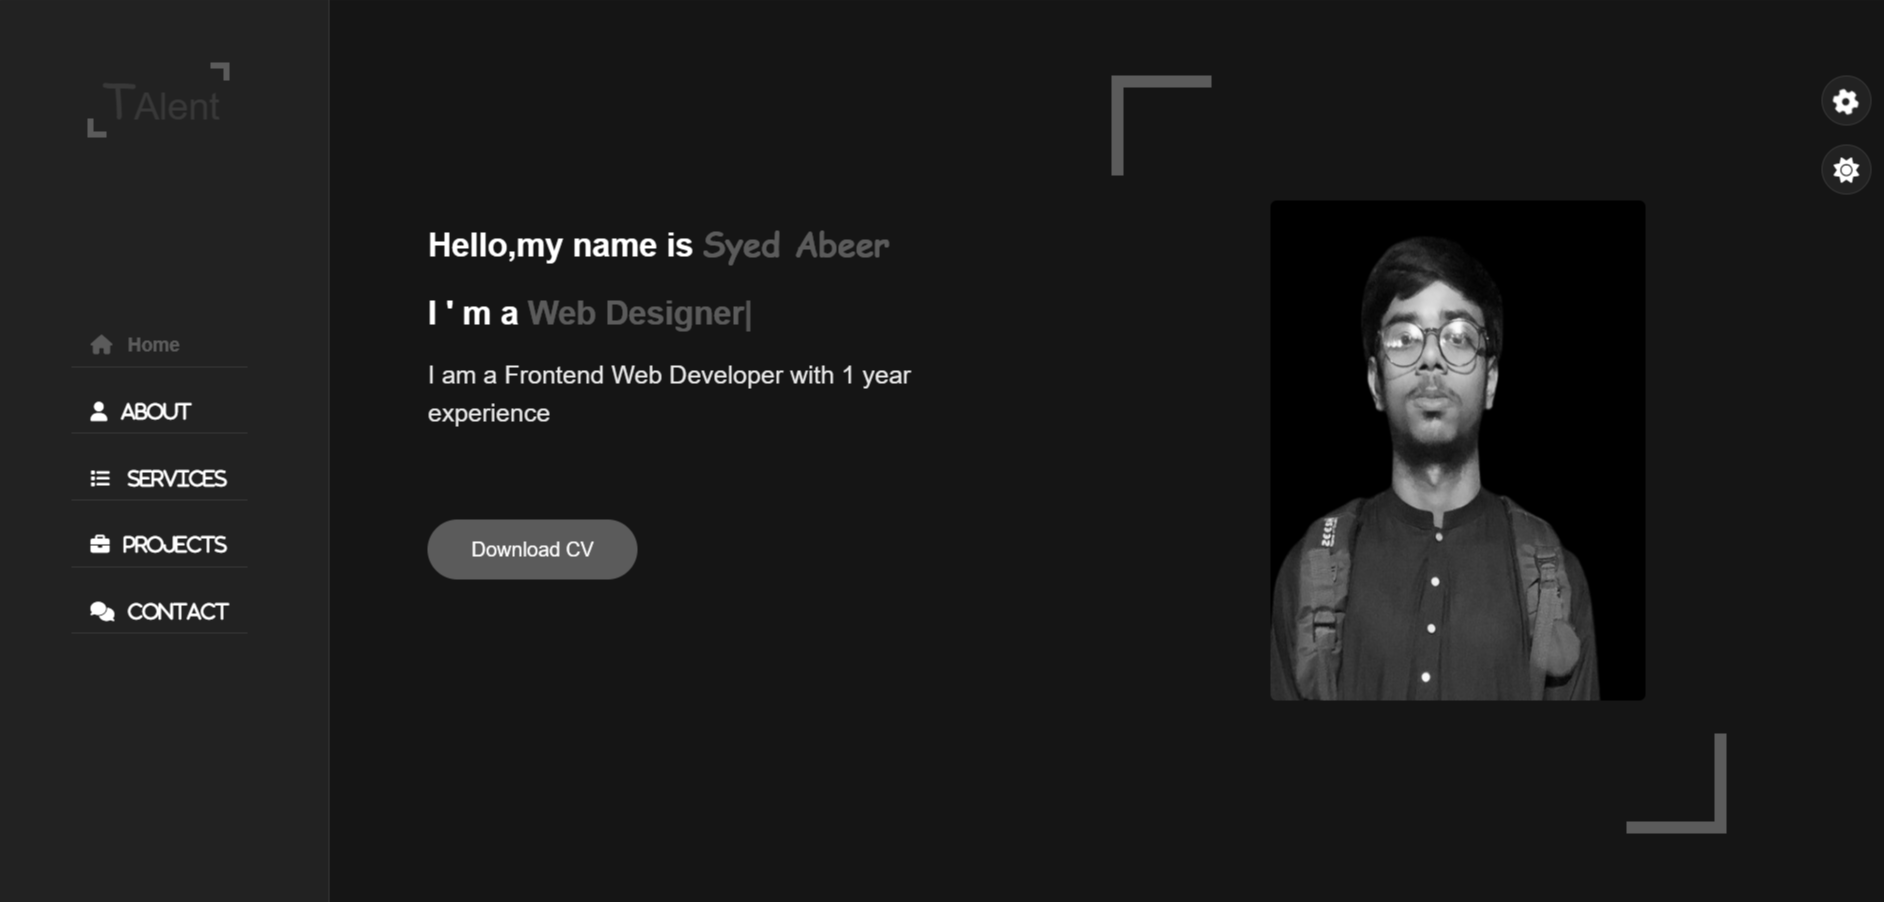 TAlent
Home
ABOUT
SERVICES
PROJECTS
CONTACT
Hello,my name is Syed Abeer
I ' m a Web Designer|
I am a Frontend Web Developer with 1 year
experience
Download CV